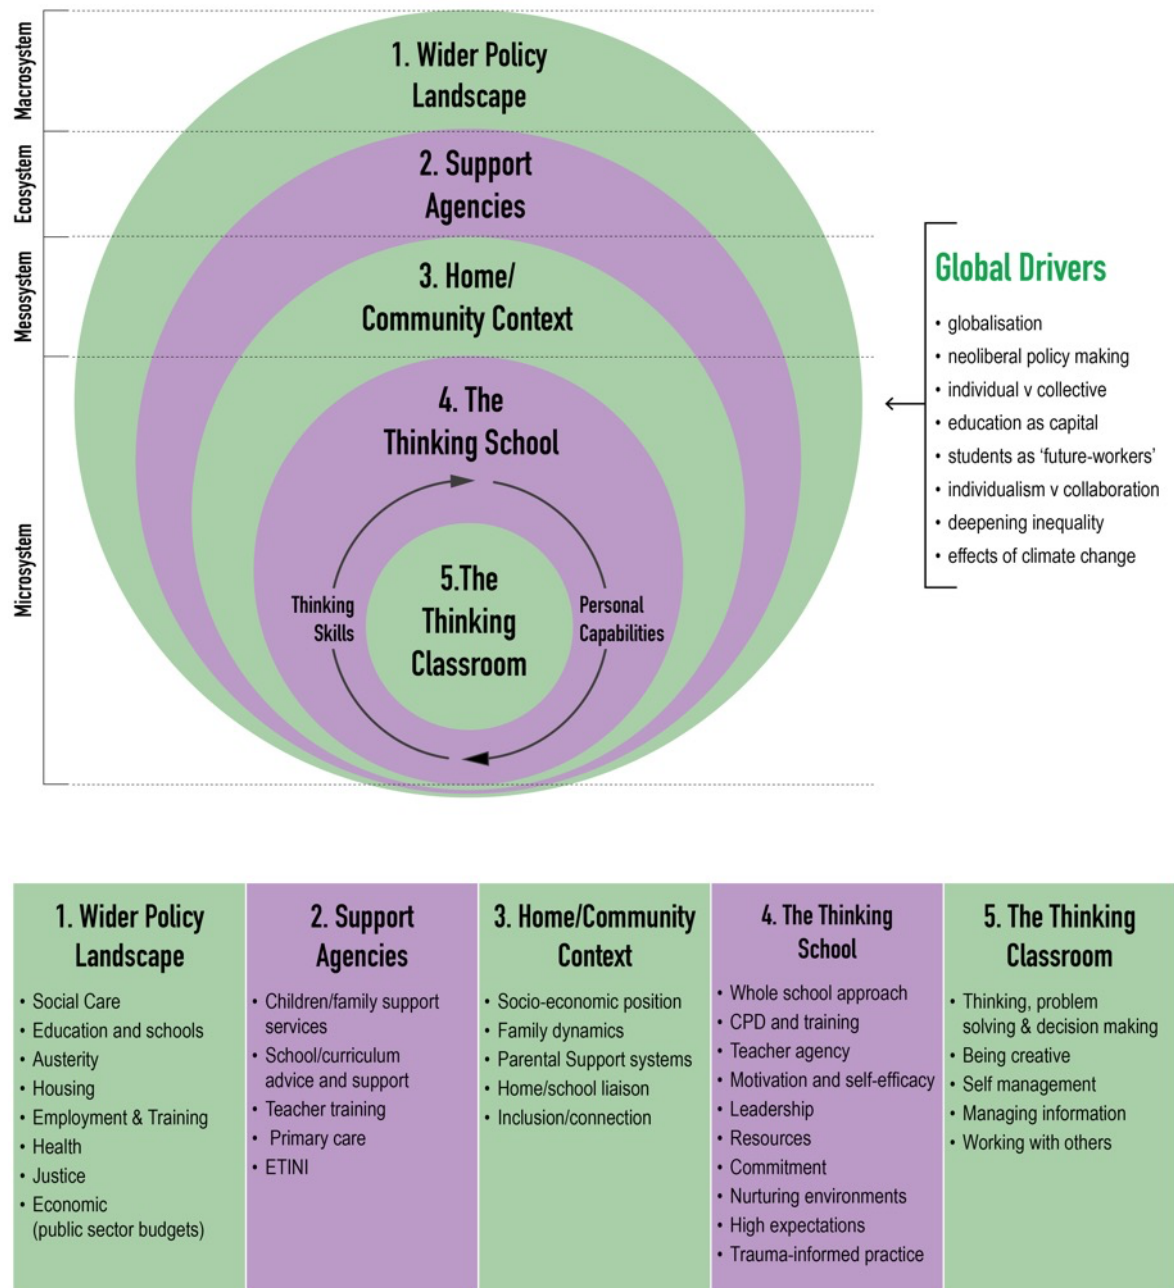 Macrosystem
Ecosystem
Mesosystem
Microsystem
1. Wider Policy
Landscape
2. Support
Agencies
3. Home/
Community Context
4. The
Thinking School
5.The
Thinking
Classroom
Thinking
Skills
Personal
Capabilities
Global Drivers
• globalisation
• neoliberal policy making
• individual v collective
• education as capital
• students as ‘future-workers’
• individualism v collaboration
• deepening inequality
• effects of climate change
1. Wider Policy
Landscape
• Social Care
• Education and schools
• Austerity
• Housing
• Employment & Training
• Health
• Justice
• Economic
(public sector budgets)
2. Support
Agencies
• Children/family support
services
• School/curriculum
advice and support
• Teacher training
• Primary care
• ETINI
3. Home/Community
Context
• Socio-economic position
• Family dynamics
• Parental Support systems
• Home/school liaison
• Inclusion/connection
4. The Thinking
School
• Whole school approach
• CPD and training
• Teacher agency
• Motivation and self-efficacy
• Leadership
• Resources
• Commitment
• Nurturing environments
• High expectations
• Trauma-informed practice
5. The Thinking
Classroom
• Thinking, problem
solving & decision making
• Being creative
• Self management
• Managing information
• Working with others